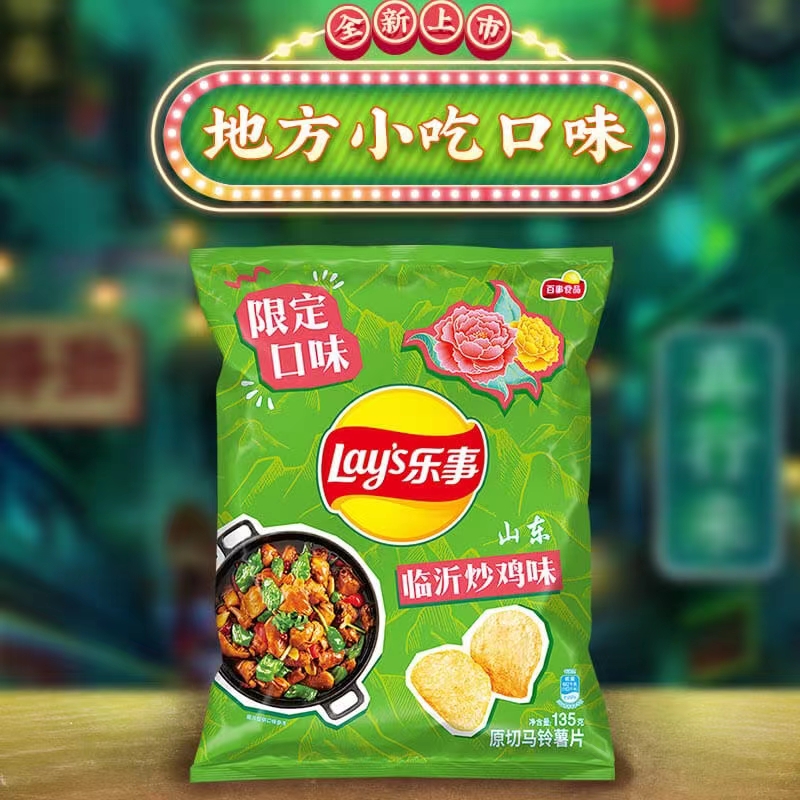 全新上市
地方小吃口味
限定
口味
百事食品
Lay's乐事
山东
临沂炒鸡味
净含量:135克
原切马铃薯片